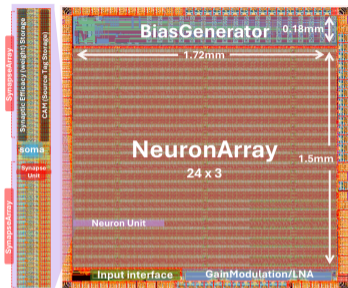 SynapseArray
Synaptic Efficacy (weight) Storage
CAM (Source Tag Storage)
soma
Synapse
Unit
SynapseArray
BiasGenerator
0.18mm
1.72mm
NeuronArray
24 x 3
1.5mm
Neuron Unit
Input interface
GainModulation/LNA